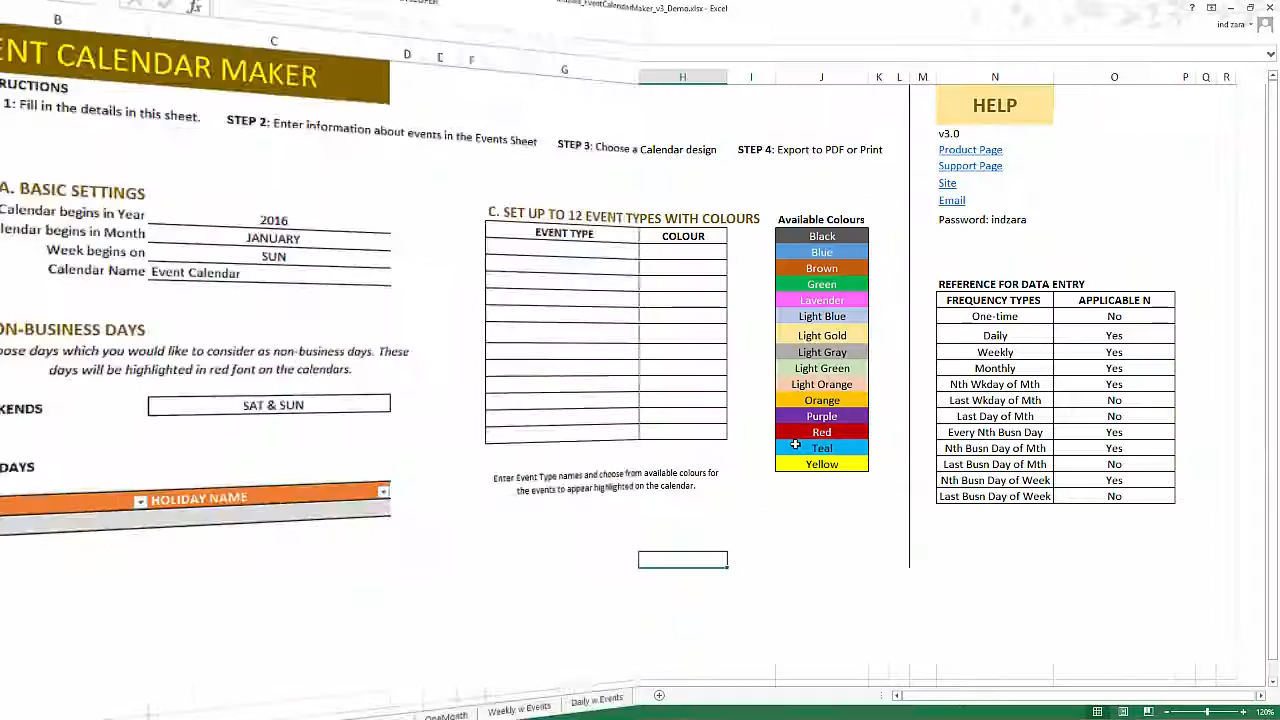 _EventCalendarMaker_v3_Demo.xlsx - Excel
ind zara
B C D E F G H I J K L M N O P Q R
ENT CALENDAR MAKER
HELP
RUCTIONS
1: Fill in the details in this sheet.
STEP 2: Enter information about events in the Events Sheet
STEP 3: Choose a Calendar design
STEP 4: Export to PDF or Print
v3.0
Product Page
Support Page
Site
Email
Password: indzara
A. BASIC SETTINGS
Calendar begins in Year 2016
lendar begins in Month JANUARY
Week begins on SUN
Calendar Name Event Calendar
ON-BUSINESS DAYS
oose days which you would like to consider as non-business days. These
days will be highlighted in red font on the calendars.
KENDS SAT & SUN
DAYS
HOLIDAY NAME
C. SET UP TO 12 EVENT TYPES WITH COLOURS
EVENT TYPE COLOUR
Enter Event Type names and choose from available colours for
the events to appear highlighted on the calendar.
Available Colours
Black
Blue
Brown
Green
Lavender
Light Blue
Light Gold
Light Gray
Light Green
Light Orange
Orange
Purple
Red
Teal
Yellow
REFERENCE FOR DATA ENTRY
FREQUENCY TYPES APPLICABLE N
One-time No
Daily Yes
Weekly Yes
Monthly Yes
Nth Wkday of Mth Yes
Last Wkday of Mth No
Last Day of Mth No
Every Nth Busn Day Yes
Nth Busn Day of Mth Yes
Last Busn Day of Mth No
Nth Busn Day of Week Yes
Last Busn Day of Week No
OneMonth
Weekly w Events
Daily w Events
120%